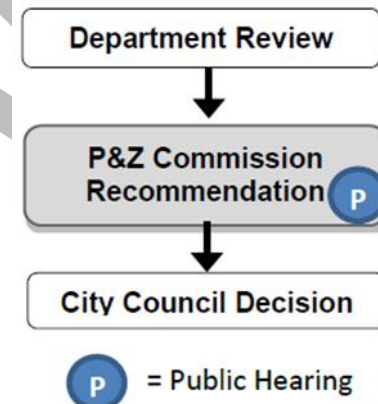 Department Review
P&Z Commission
Recommendation
P
City Council Decision
P = Public Hearing